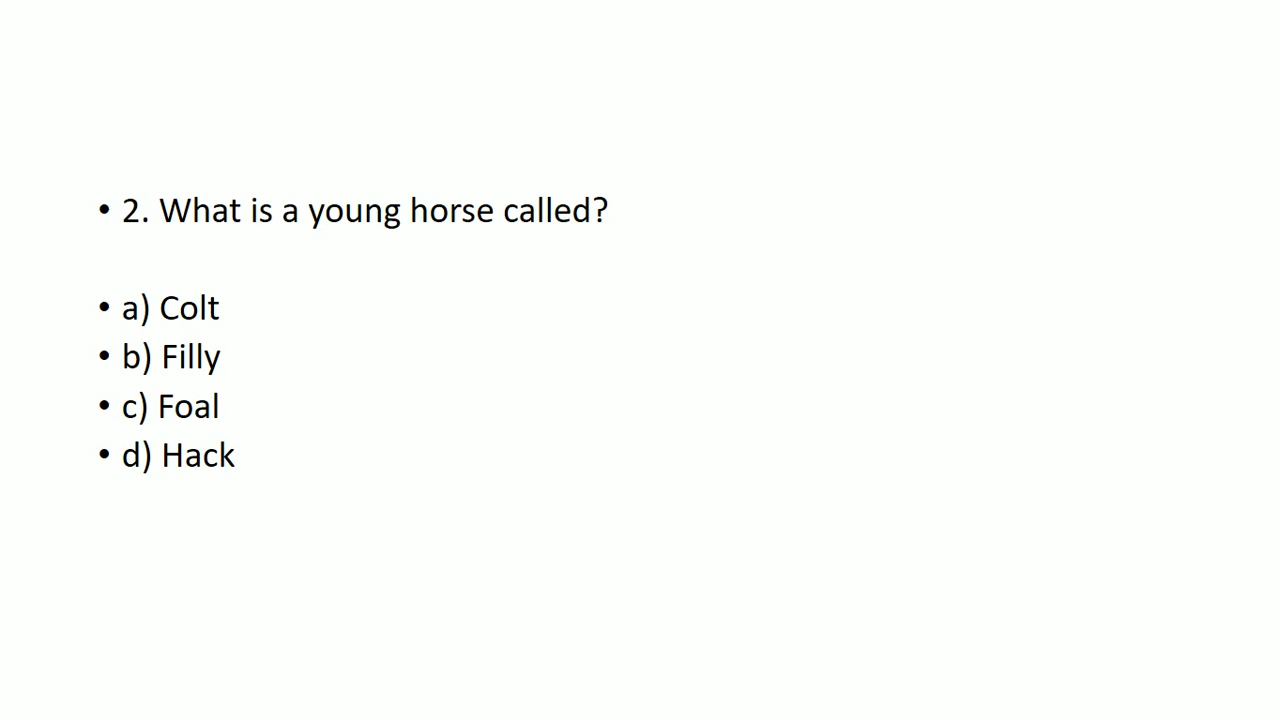 • 2. What is a young horse called?
• a) Colt
• b) Filly
• c) Foal
• d) Hack